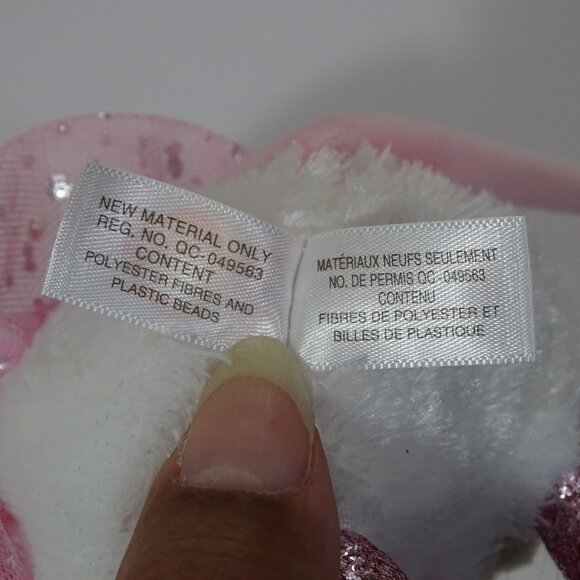 NEW MATERIAL ONLY
REG. NO. QC-049563
CONTENT
POLYESTER FIBRES AND
PLASTIC BEADS
MATÉRIAUX NEUFS SEULEMENT
NO. DE PERMIS QC-049563
CONTENU
FIBRES DE POLYESTER ET
BILLES DE PLASTIQUE